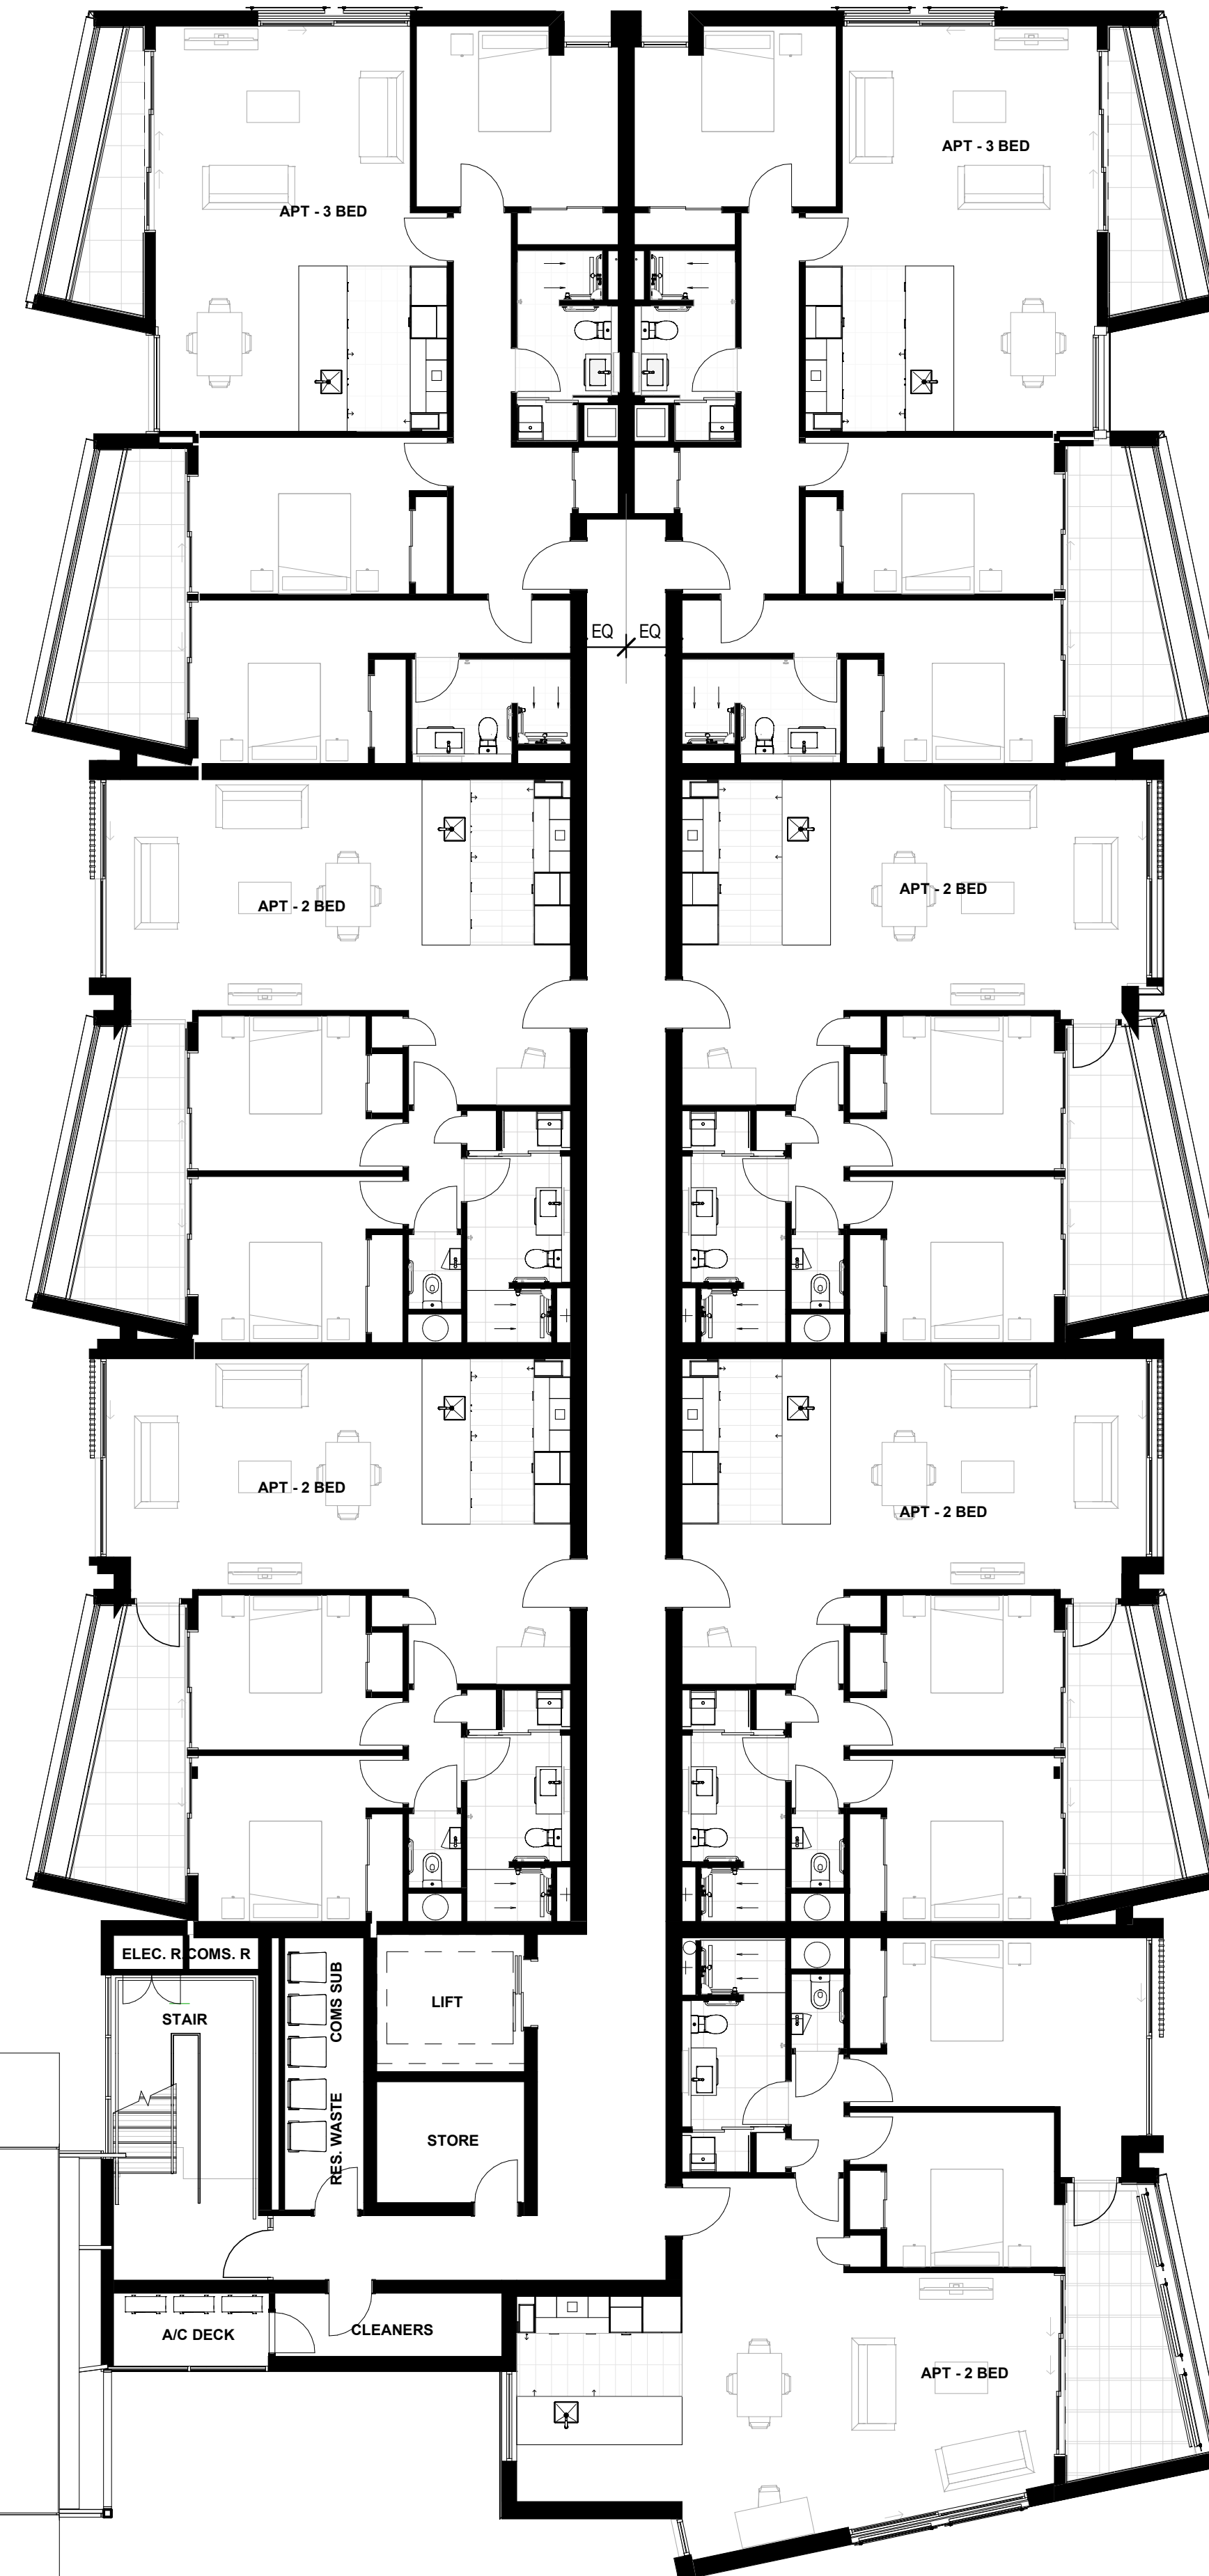 APT - 3 BED
APT - 3 BED
EQ EQ
APT - 2 BED
APT - 2 BED
APT - 2 BED
APT - 2 BED
ELEC. R.
COMS. R
STAIR
COMS SUB
RES. WASTE
LIFT
STORE
A/C DECK
CLEANERS
APT - 2 BED